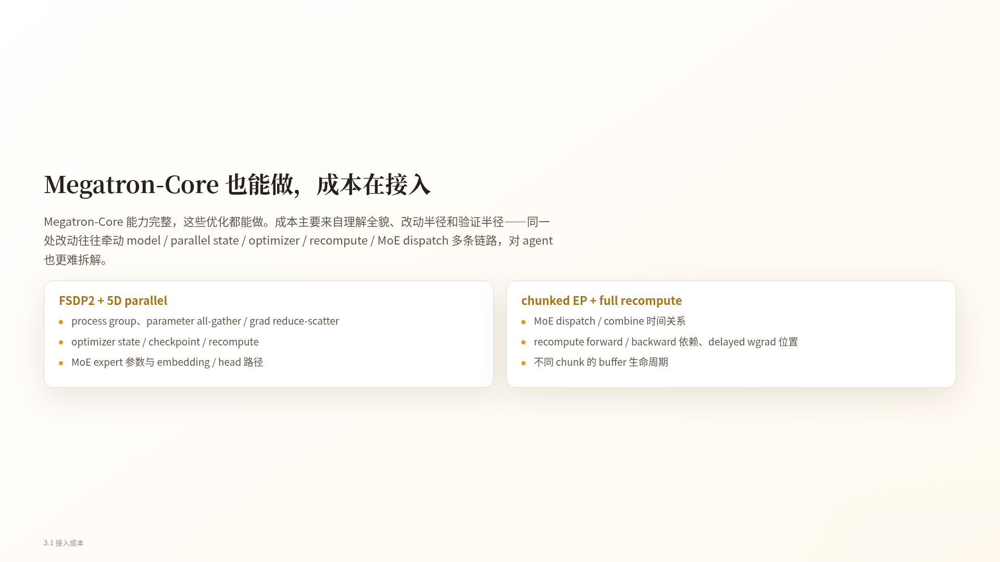 Megatron-Core 也能做，成本在接入
Megatron-Core 能力完整，这些优化都能做。成本主要来自理解全貌、改动半径和验证半径——同一
处改动往往牵动 model / parallel state / optimizer / recompute / MoE dispatch 多条链路，对 agent
也更难拆解。
FSDP2 + 5D parallel
process group、parameter all-gather / grad reduce-scatter
optimizer state / checkpoint / recompute
MoE expert 参数与 embedding / head 路径
chunked EP + full recompute
MoE dispatch / combine 时间关系
recompute forward / backward 依赖、delayed wgrad 位置
不同 chunk 的 buffer 生命周期
3.1 接入成本